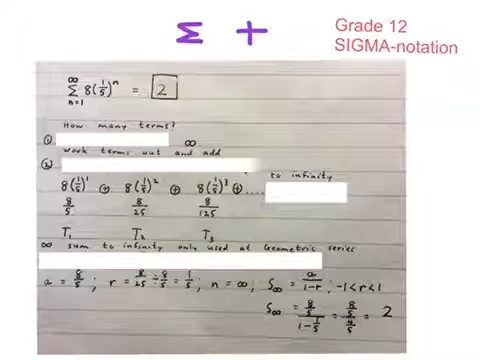 Σ +
Grade 12
SIGMA-notation
∞
Σ 8(1/5)ⁿ = 2
n=1
How many terms?
① ∞
work terms out and add
②
to infinity
8(1/5)¹ ⊕ 8(1/5)² ⊕ 8(1/5)³ ⊕ ....
8/5 8/25 8/125
T₁ T₂ T₃
∞ sum to infinity only used at Geometric series
a = 8/5 ; r = 8/25 ÷ 8/5 = 1/5 ; n = ∞ ; S∞ = a/(1-r) ; -1<r<1
S∞ = (8/5)/(1-1/5) = (8/5)/(4/5) = 2